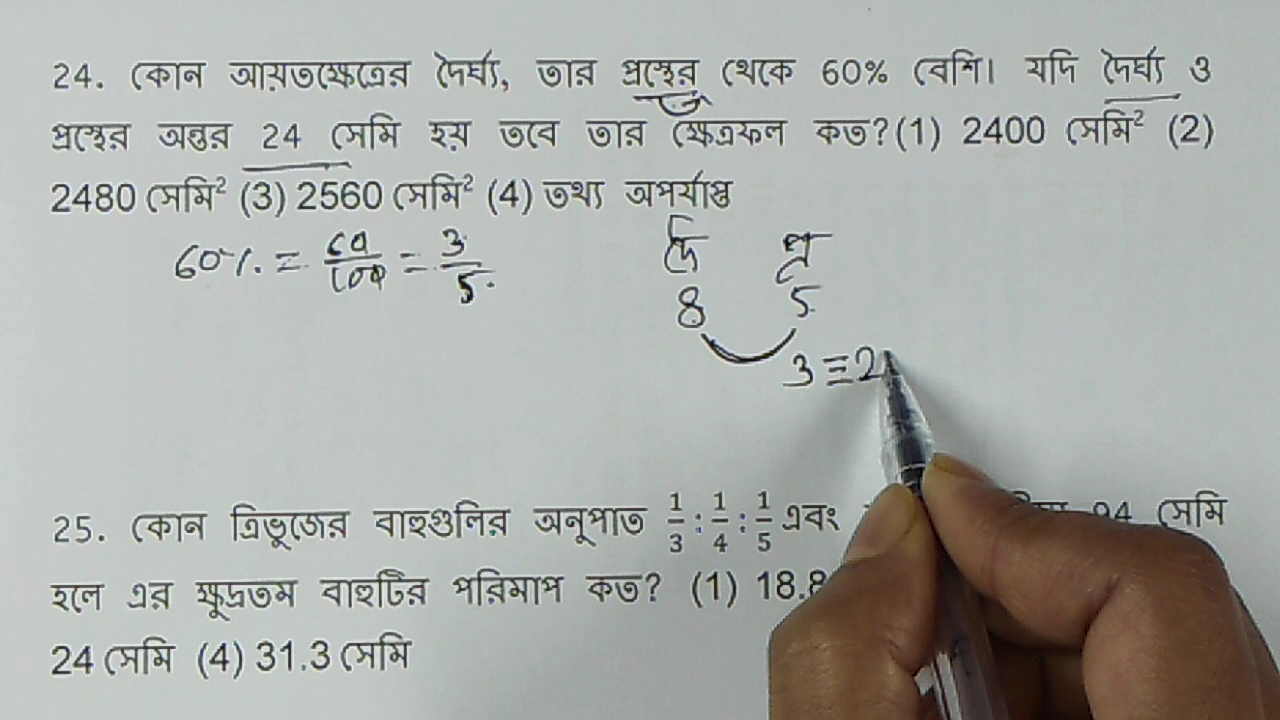 24. কোন আয়তক্ষেত্রের দৈর্ঘ্য, তার প্রস্থের থেকে 60% বেশি। যদি দৈর্ঘ্য ও
প্রস্থের অন্তর 24 সেমি হয় তবে তার ক্ষেত্রফল কত?(1) 2400 সেমি² (2)
2480 সেমি² (3) 2560 সেমি² (4) তথ্য অপর্যাপ্ত
60% = 60/100 = 3/5
দৈ প্র
8 5
3 ≡ 2
25. কোন ত্রিভুজের বাহুগুলির অনুপাত 1/3 : 1/4 : 1/5 এবং 94 সেমি
হলে এর ক্ষুদ্রতম বাহুটির পরিমাপ কত? (1) 18.8
24 সেমি (4) 31.3 সেমি